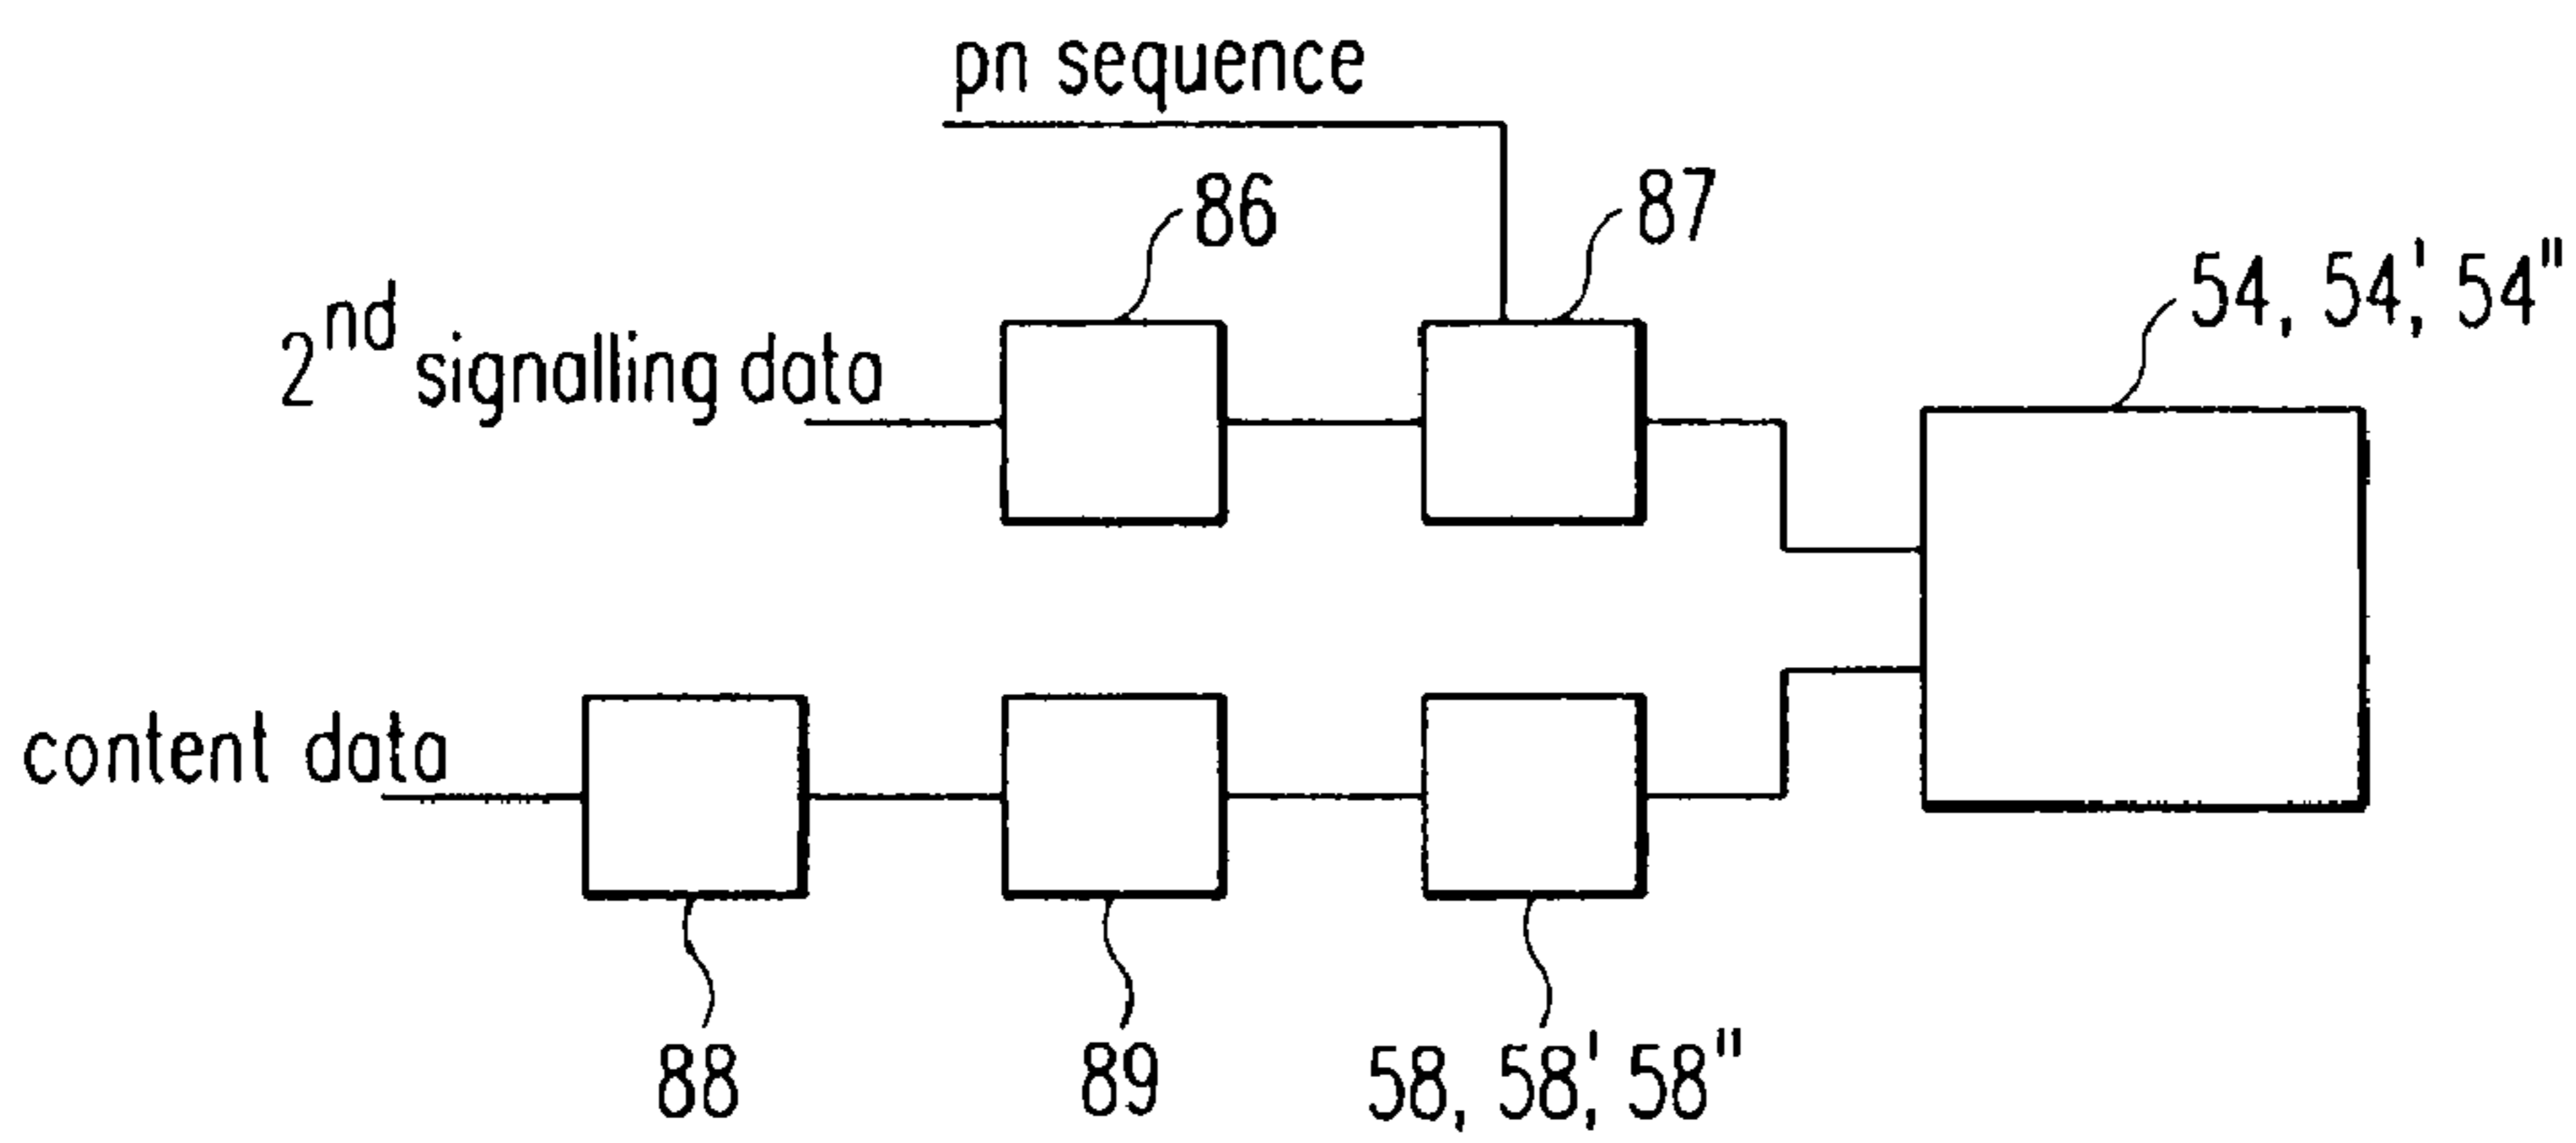 pn sequence
86
87
54, 54', 54"
2nd signalling data
content data
88
89
58, 58', 58"